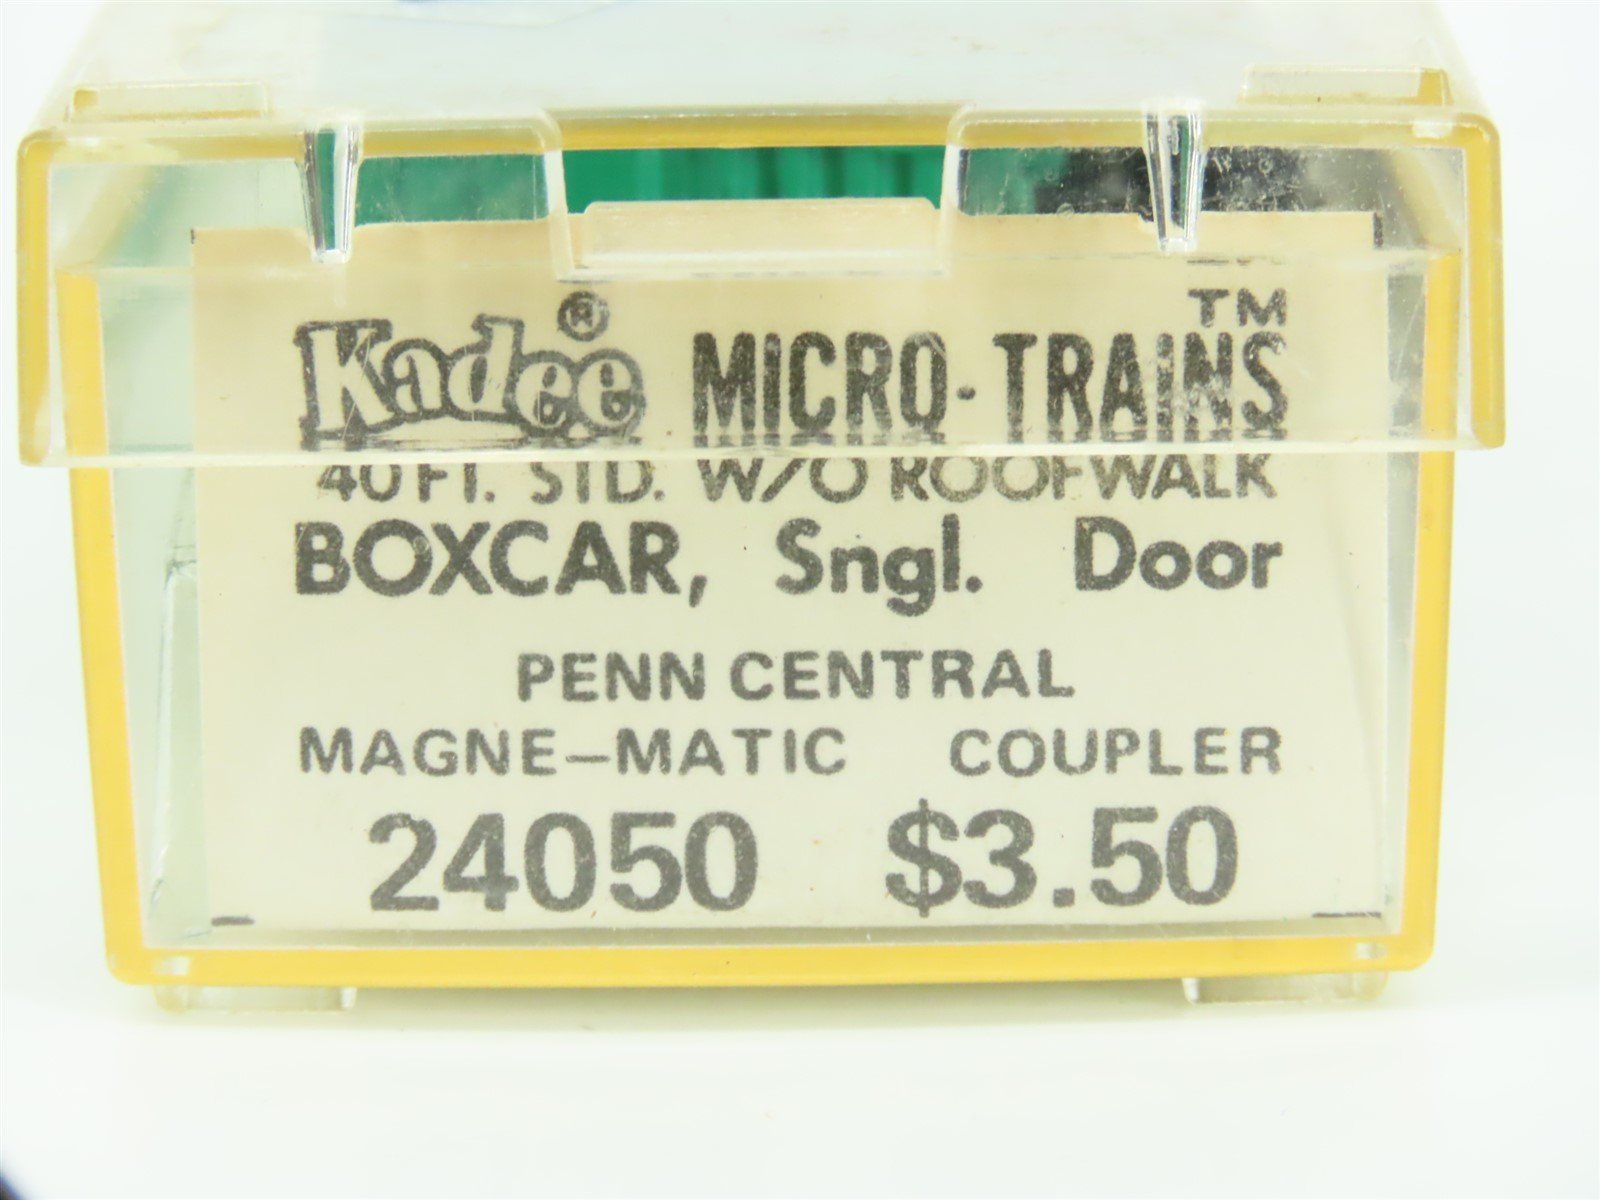 Kadee® MICRO-TRAINS™
40 FT. STD. W/O ROOFWALK
BOXCAR, Sngl. Door
PENN CENTRAL
MAGNE-MATIC COUPLER
24050 $3.50